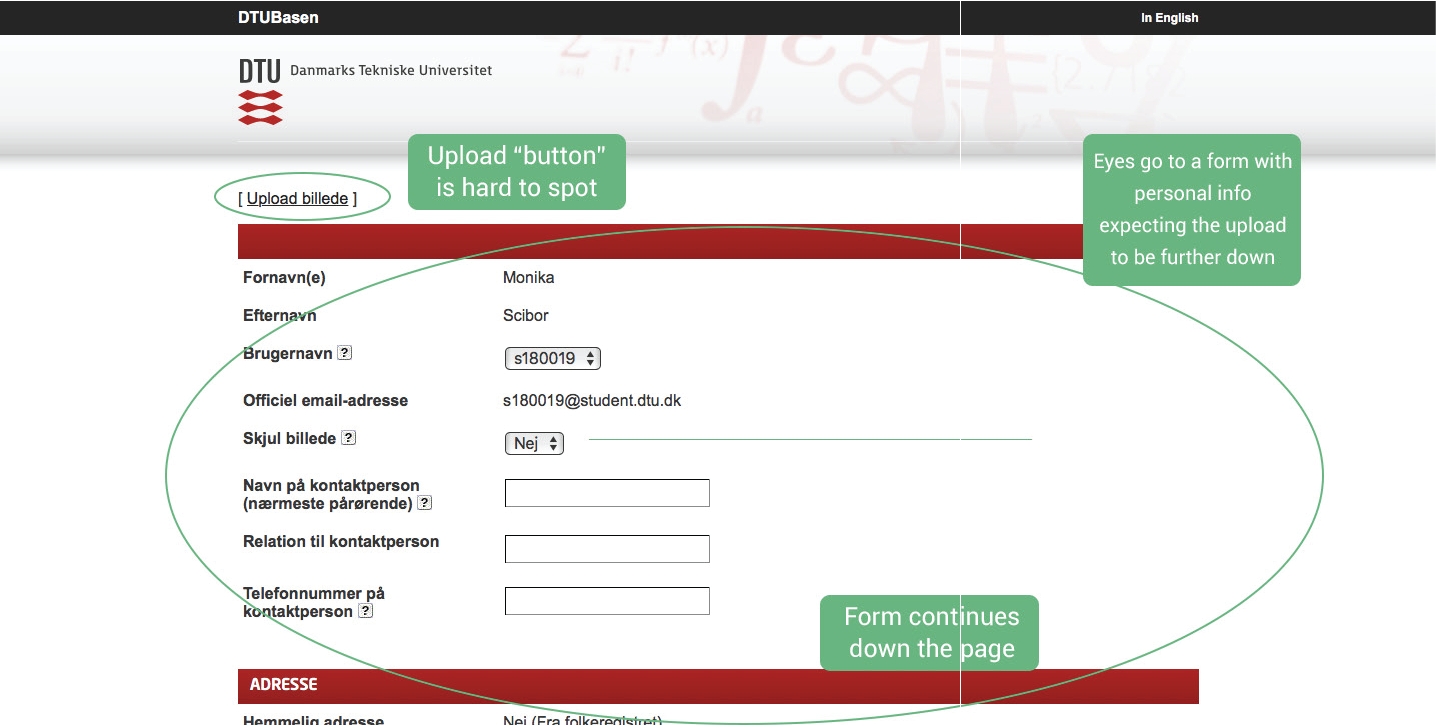 DTUBasen
In English
DTU Danmarks Tekniske Universitet
Upload “button”
is hard to spot
Eyes go to a form with
personal info
expecting the upload
to be further down
[ Upload billede ]
Fornavn(e) Monika
Efternavn Scibor
Brugernavn ? s180019
Officiel email-adresse s180019@student.dtu.dk
Skjul billede ? Nej
Navn på kontaktperson
(nærmeste pårørende) ?
Relation til kontaktperson
Telefonnummer på
kontaktperson ?
Form continues
down the page
ADRESSE
Hemmelig adresse Nej (Fra folkeregistret)